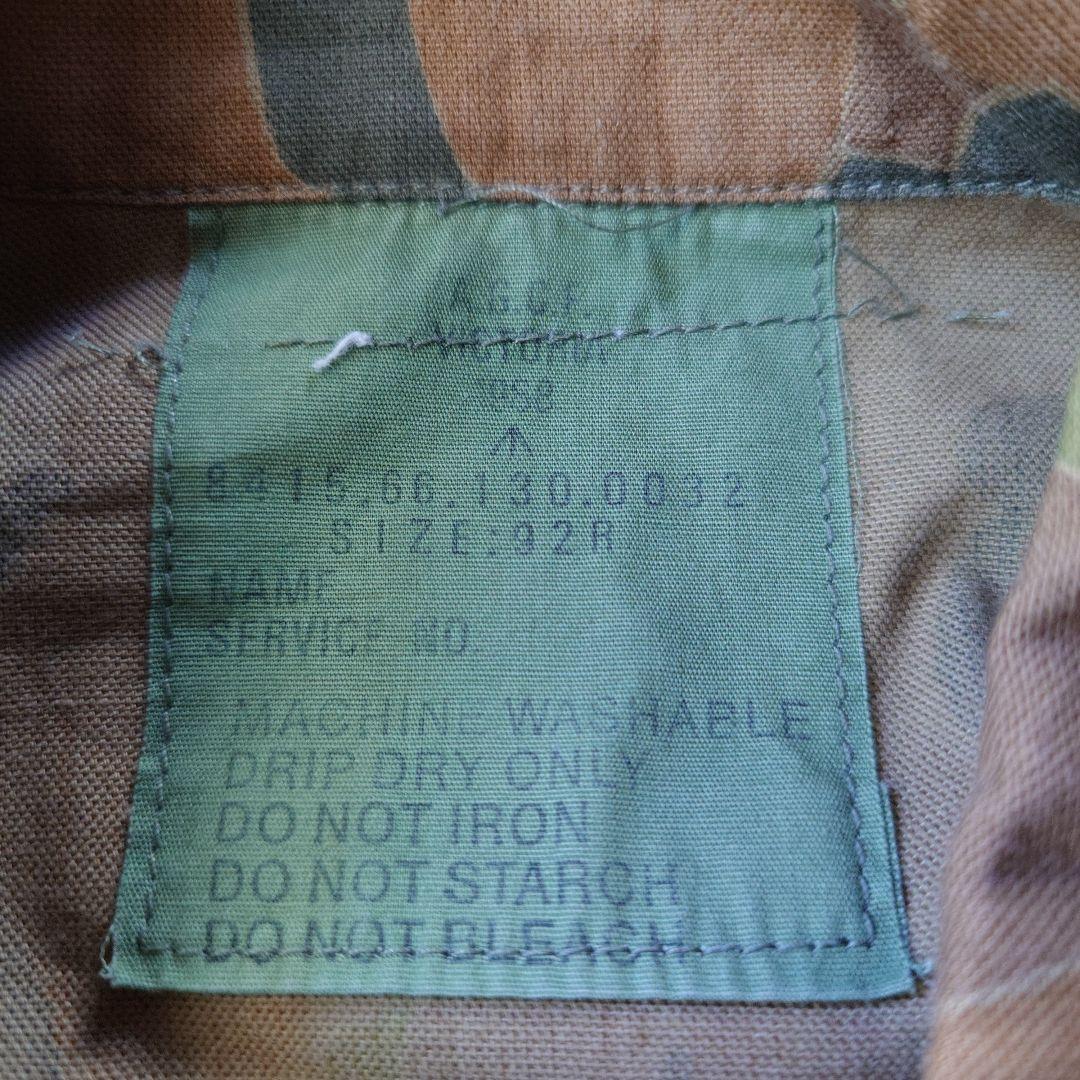 A.G.C.F.
VICTORIA
8415.66.130.0032
SIZE:92R
NAME
SERVICE NO
MACHINE WASHABLE
DRIP DRY ONLY
DO NOT IRON
DO NOT STARCH
DO NOT BLEACH